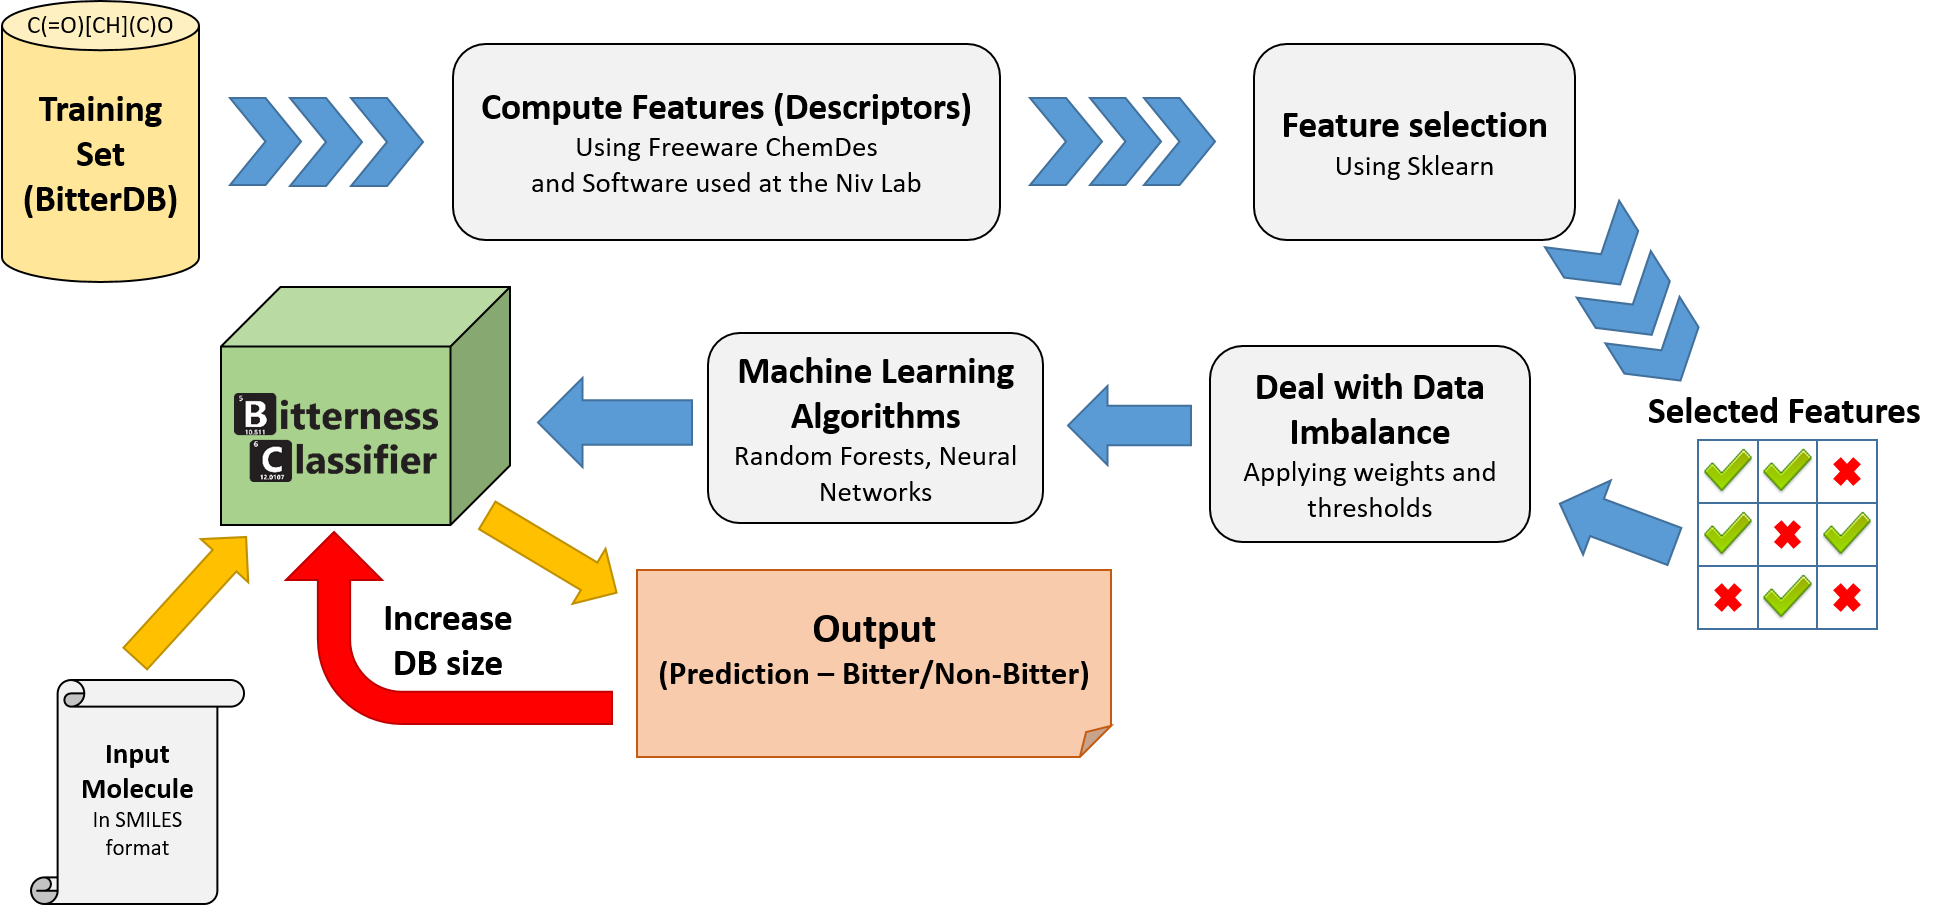 C(=O)[CH](C)O
Training
Set
(BitterDB)
Compute Features (Descriptors)
Using Freeware ChemDes
and Software used at the Niv Lab
Feature selection
Using Sklearn
Selected Features
Deal with Data
Imbalance
Applying weights and
thresholds
Machine Learning
Algorithms
Random Forests, Neural
Networks
5
Bitterness
10.811
6
Classifier
12.0107
Increase
DB size
Output
(Prediction – Bitter/Non-Bitter)
Input
Molecule
In SMILES
format